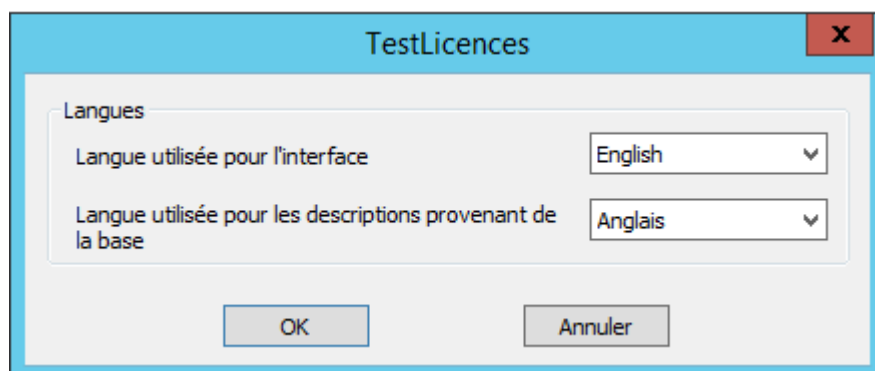 TestLicences
x
Langues
Langue utilisée pour l'interface
English
Langue utilisée pour les descriptions provenant de
la base
Anglais
OK
Annuler